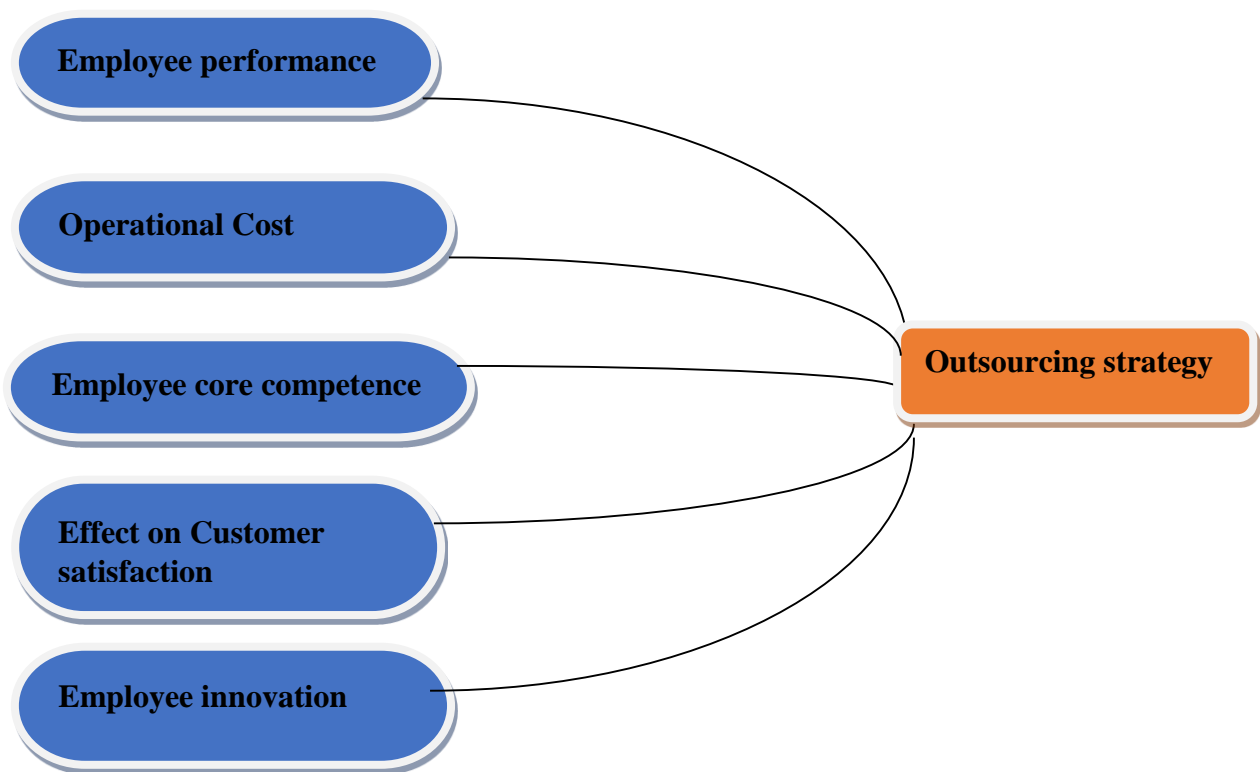 Employee performance
Operational Cost
Outsourcing strategy
Employee core competence
Effect on Customer
satisfaction
Employee innovation